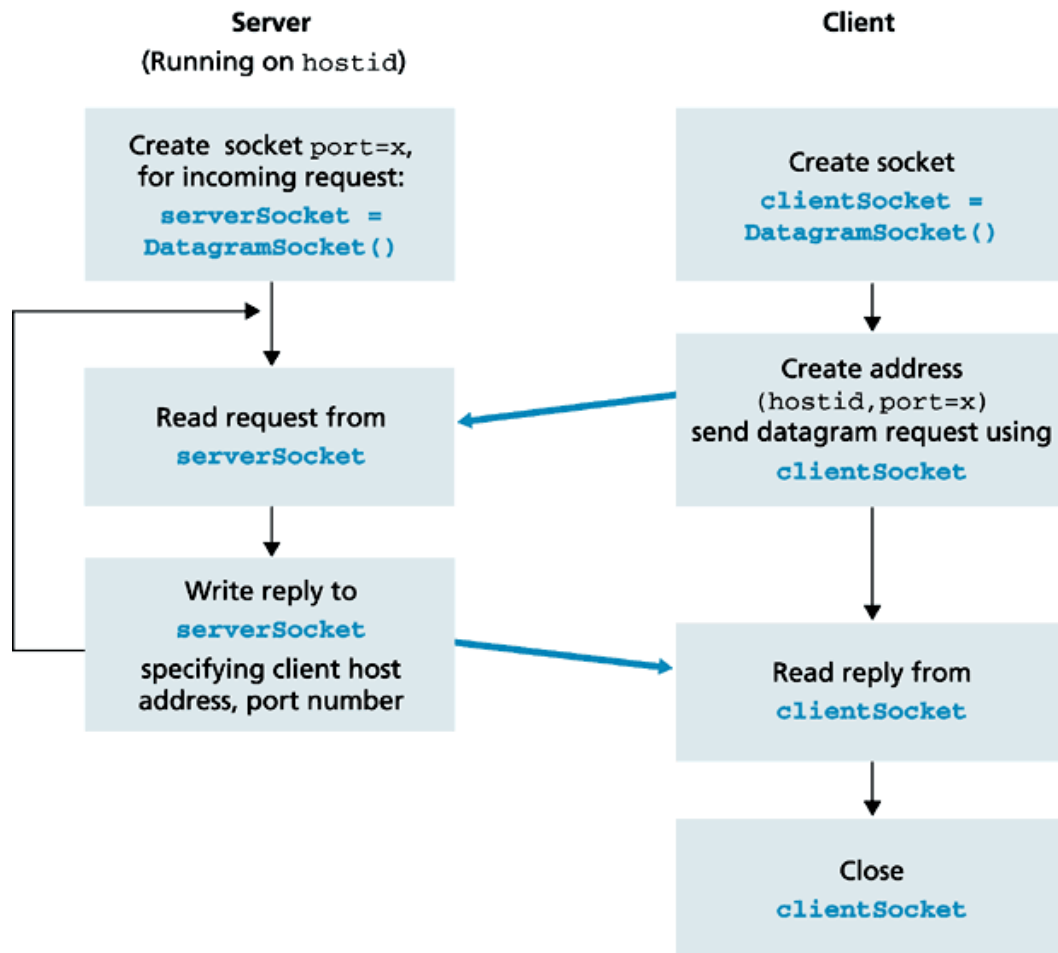 Server
(Running on hostid)
Create socket port=x,
for incoming request:
serverSocket =
DatagramSocket()
Read request from
serverSocket
Write reply to
serverSocket
specifying client host
address, port number
Client
Create socket
clientSocket =
DatagramSocket()
Create address
(hostid,port=x)
send datagram request using
clientSocket
Read reply from
clientSocket
Close
clientSocket